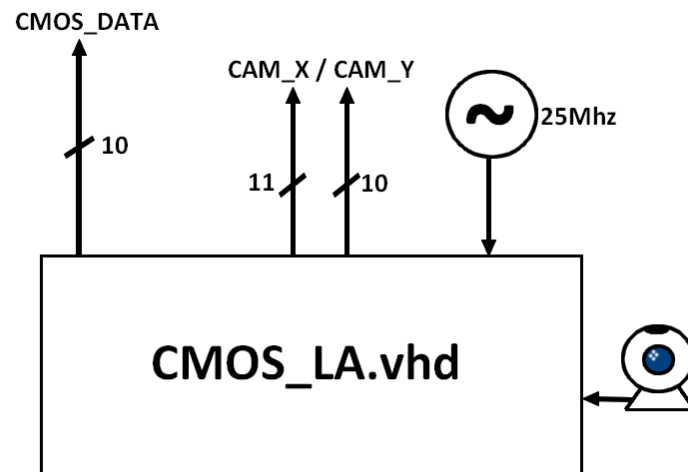 CMOS_DATA
CAM_X / CAM_Y
25Mhz
10
11
10
CMOS_LA.vhd